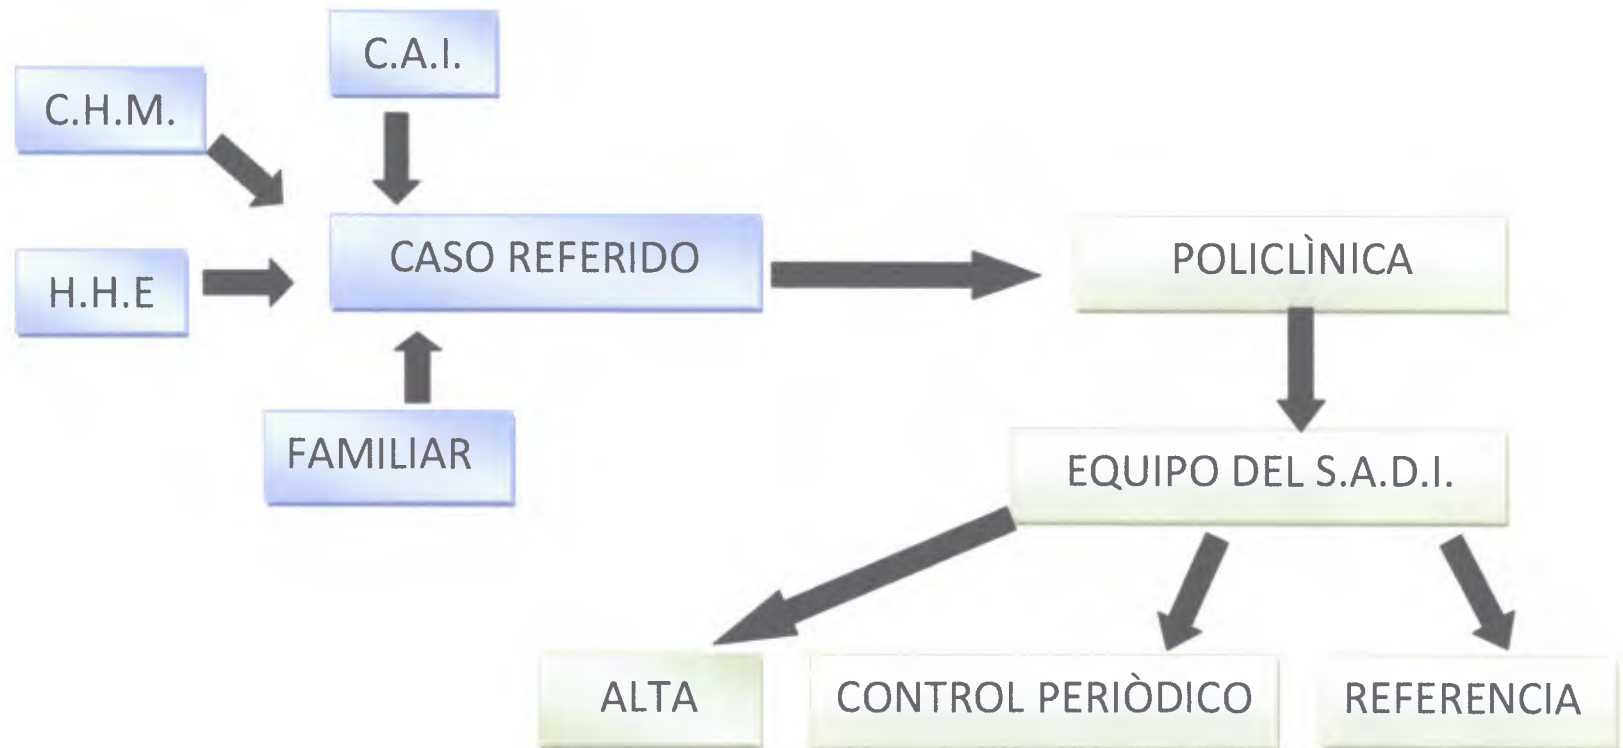 C.A.I.
C.H.M.
CASO REFERIDO
POLICLÌNICA
H.H.E
FAMILIAR
EQUIPO DEL S.A.D.I.
ALTA
CONTROL PERIÒDICO
REFERENCIA